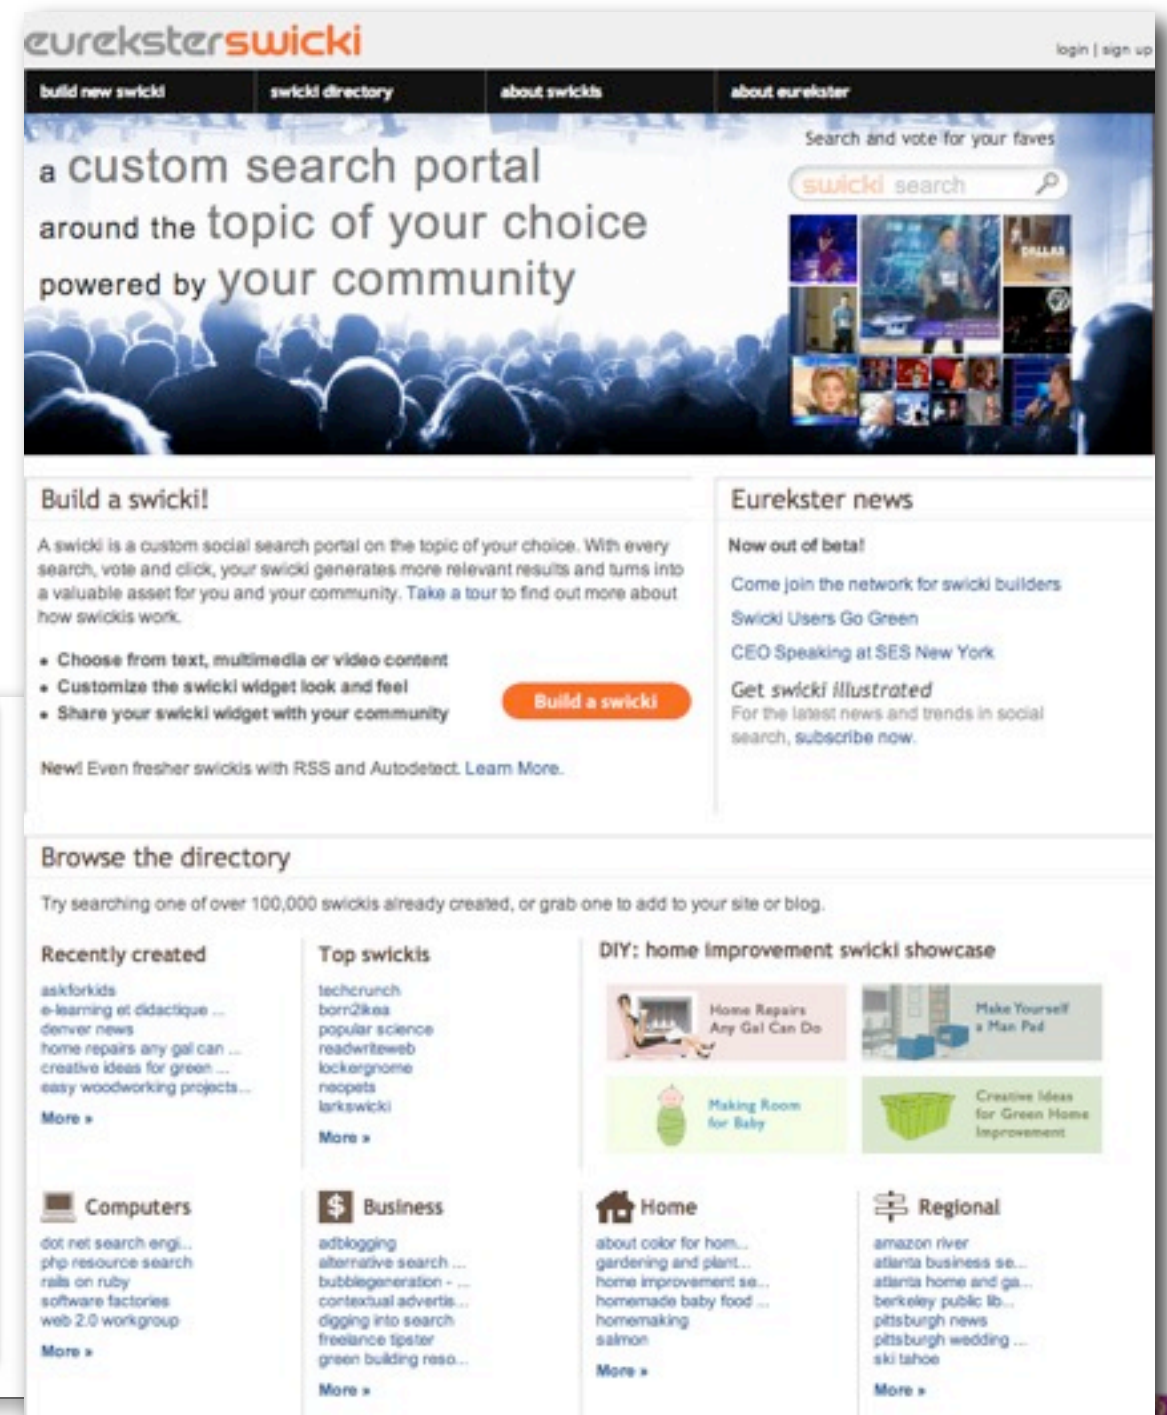 eureksterswicki
login | sign up
build new swicki
swicki directory
about swickis
about eurekster
a custom search portal
around the topic of your choice
powered by your community
Search and vote for your faves
swicki search
DALLAS
Build a swicki!
A swicki is a custom social search portal on the topic of your choice. With every
search, vote and click, your swicki generates more relevant results and turns into
a valuable asset for you and your community. Take a tour to find out more about
how swickis work.
• Choose from text, multimedia or video content
• Customize the swicki widget look and feel
• Share your swicki widget with your community
Build a swicki
New! Even fresher swickis with RSS and Autodetect. Learn More.
Eurekster news
Now out of beta!
Come join the network for swicki builders
Swicki Users Go Green
CEO Speaking at SES New York
Get swicki illustrated
For the latest news and trends in social
search, subscribe now.
Browse the directory
Try searching one of over 100,000 swickis already created, or grab one to add to your site or blog.
Recently created
askforkids
e-learning et didactique ...
denver news
home repairs any gal can ...
creative ideas for green ...
easy woodworking projects...
More »
Top swickis
techcrunch
born2ikea
popular science
readwriteweb
lockergnome
neopets
larkswicki
More »
DIY: home improvement swicki showcase
Home Repairs
Any Gal Can Do
Make Yourself
a Man Pad
Making Room
for Baby
Creative Ideas
for Green Home
Improvement
Computers
dot net search engi...
php resource search
rails on ruby
software factories
web 2.0 workgroup
More »
Business
adblogging
alternative search ...
bubblegeneration - ...
contextual advertis...
digging into search
freelance tipster
green building reso...
More »
Home
about color for hom...
gardening and plant...
home improvement se...
homemade baby food ...
homemaking
salmon
More »
Regional
amazon river
atlanta business se...
atlanta home and ga...
berkeley public lib...
pittsburgh news
pittsburgh wedding ...
ski tahoe
More »